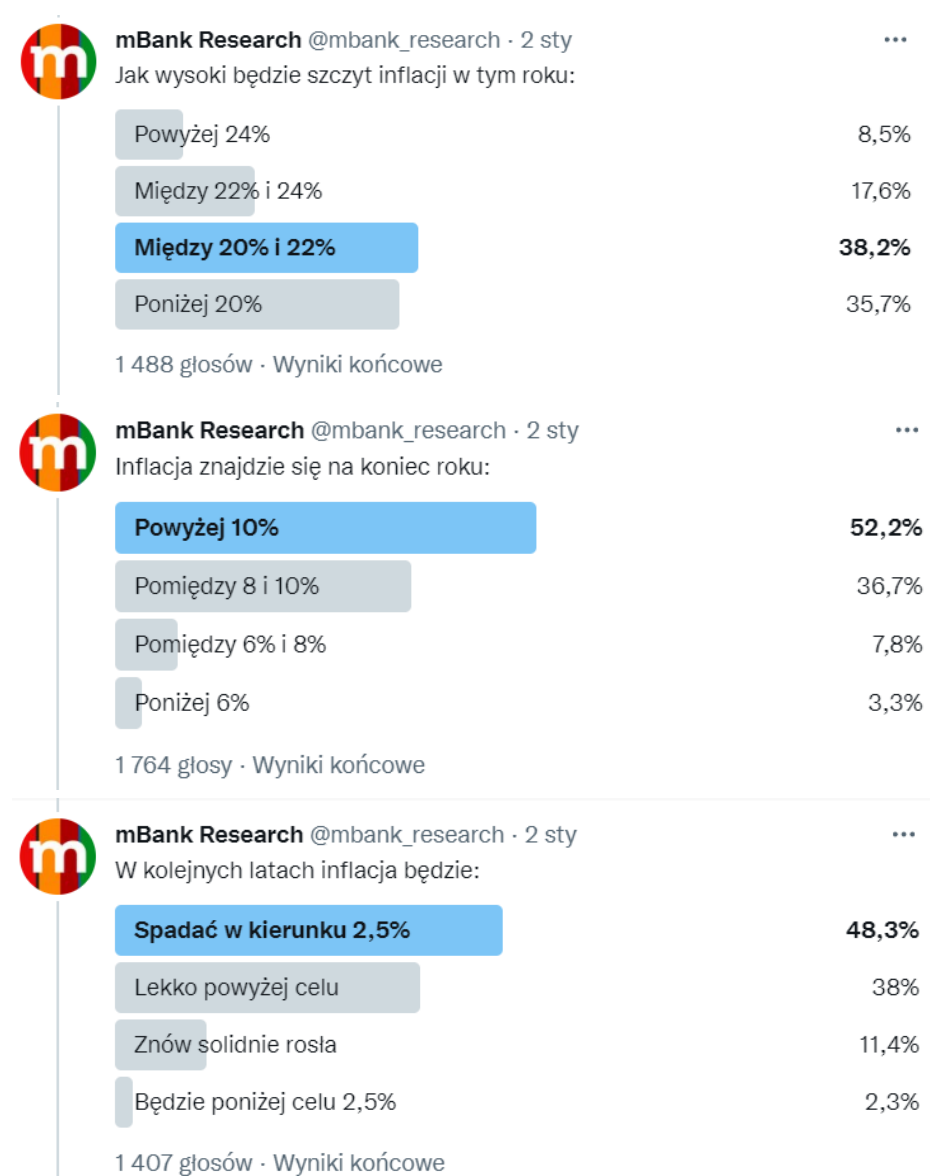 mBank Research @mbank_research · 2 sty
Jak wysoki będzie szczyt inflacji w tym roku:
Powyżej 24% 8,5%
Między 22% i 24% 17,6%
Między 20% i 22% 38,2%
Poniżej 20% 35,7%
1 488 głosów · Wyniki końcowe
mBank Research @mbank_research · 2 sty
Inflacja znajdzie się na koniec roku:
Powyżej 10% 52,2%
Pomiędzy 8 i 10% 36,7%
Pomiędzy 6% i 8% 7,8%
Poniżej 6% 3,3%
1 764 głosy · Wyniki końcowe
mBank Research @mbank_research · 2 sty
W kolejnych latach inflacja będzie:
Spadać w kierunku 2,5% 48,3%
Lekko powyżej celu 38%
Znów solidnie rosła 11,4%
Będzie poniżej celu 2,5% 2,3%
1 407 głosów · Wyniki końcowe